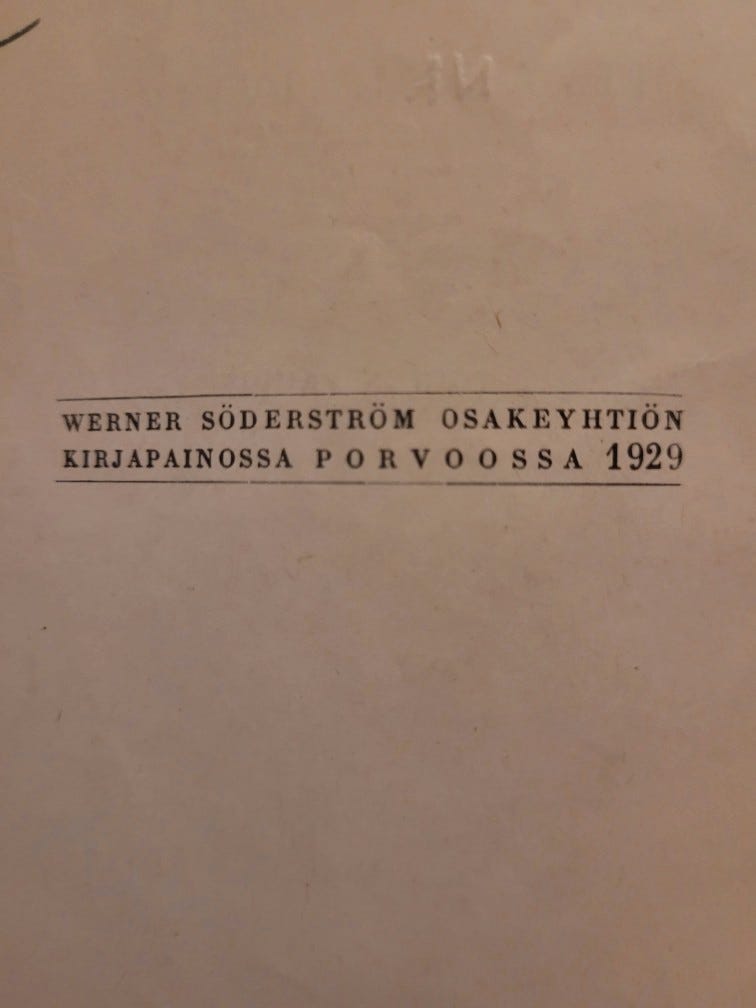 WERNER SÖDERSTRÖM OSAKEYHTIÖN
KIRJAPAINOSSA PORVOOSSA 1929